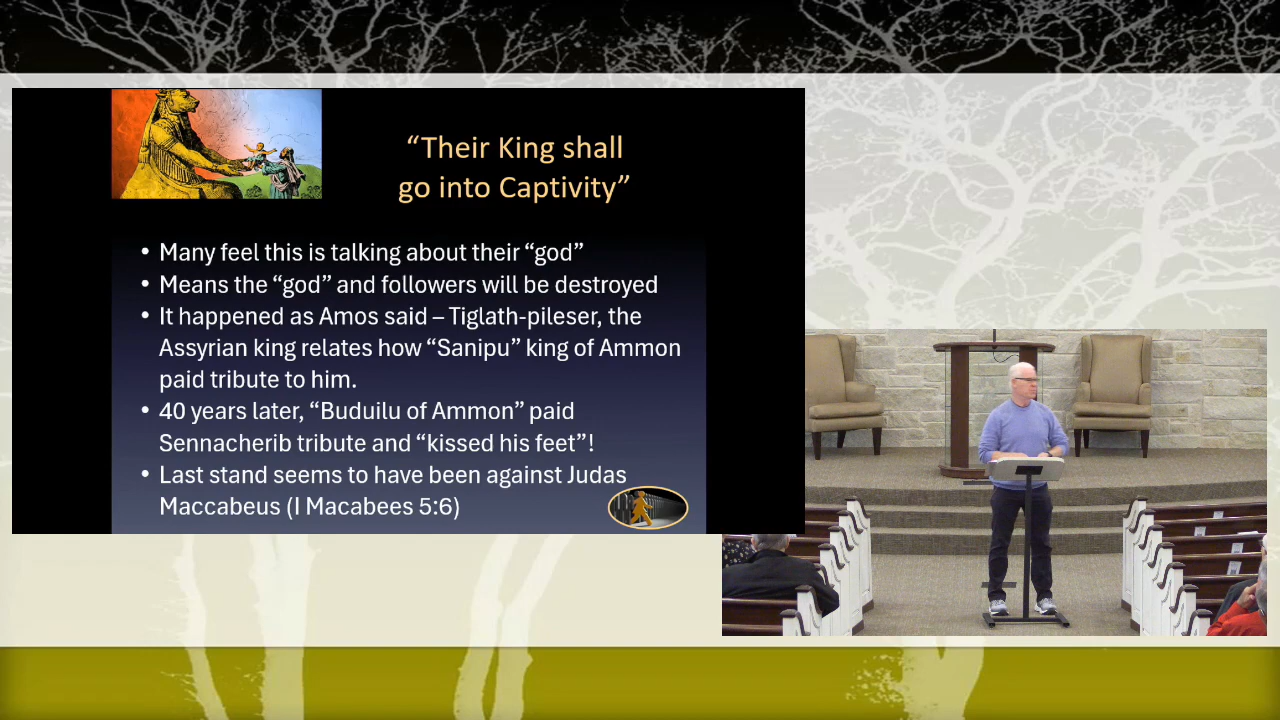 “Their King shall
go into Captivity”
• Many feel this is talking about their “god”
• Means the “god” and followers will be destroyed
• It happened as Amos said – Tiglath-pileser, the
Assyrian king relates how “Sanipu” king of Ammon
paid tribute to him.
• 40 years later, “Buduilu of Ammon” paid
Sennacherib tribute and “kissed his feet”!
• Last stand seems to have been against Judas
Maccabeus (I Macabees 5:6)